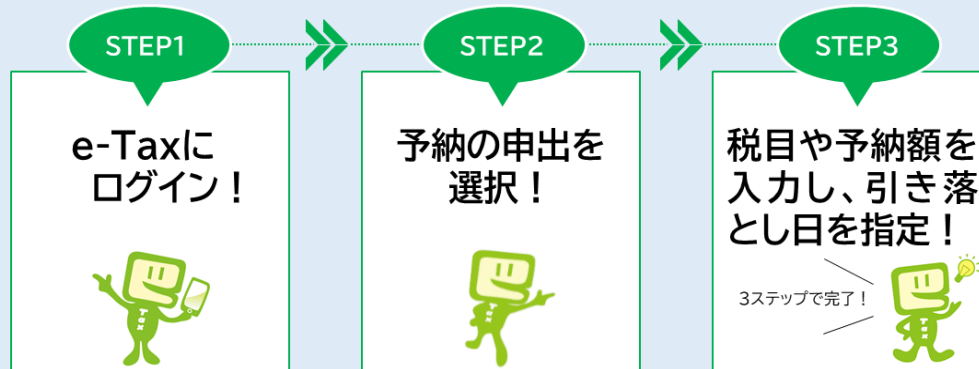 STEP1
e-Taxに
ログイン！
STEP2
予納の申出を
選択！
STEP3
税目や予納額を
入力し、引き落
とし日を指定！
3ステップで完了！